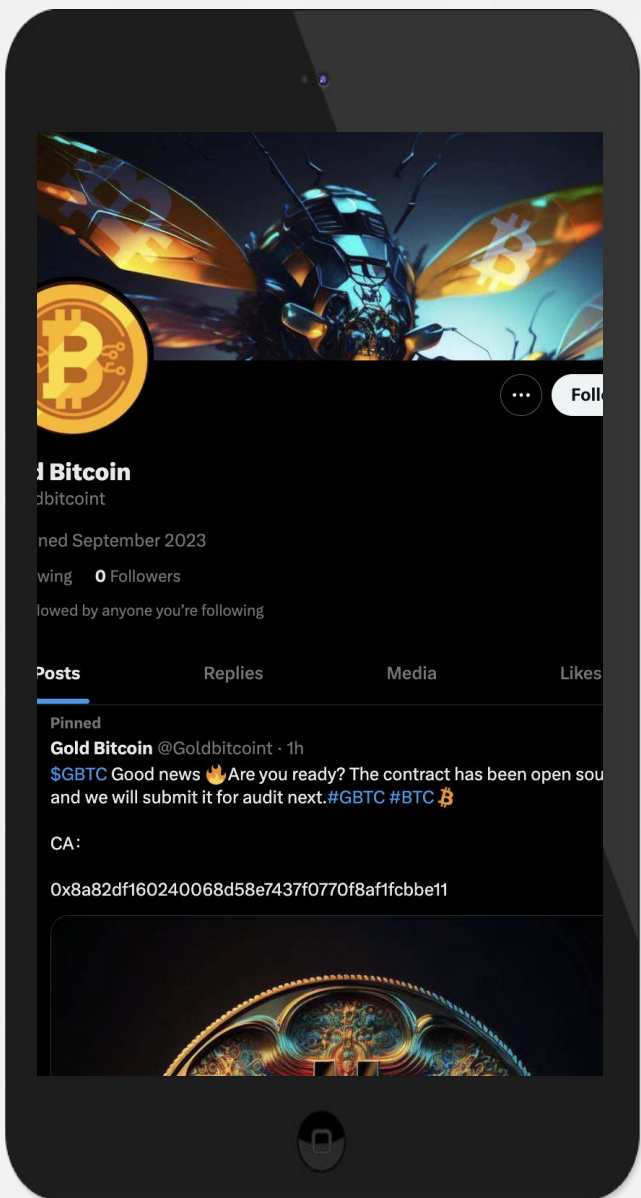 Foll
d Bitcoin
dbitcoint
ned September 2023
wing 0 Followers
lowed by anyone you're following
Posts Replies Media Likes
Pinned
Gold Bitcoin @Goldbitcoint · 1h
$GBTC Good news 🔥Are you ready? The contract has been open sou
and we will submit it for audit next.#GBTC #BTC
CA:
0x8a82df160240068d58e7437f0770f8af1fcbbe11